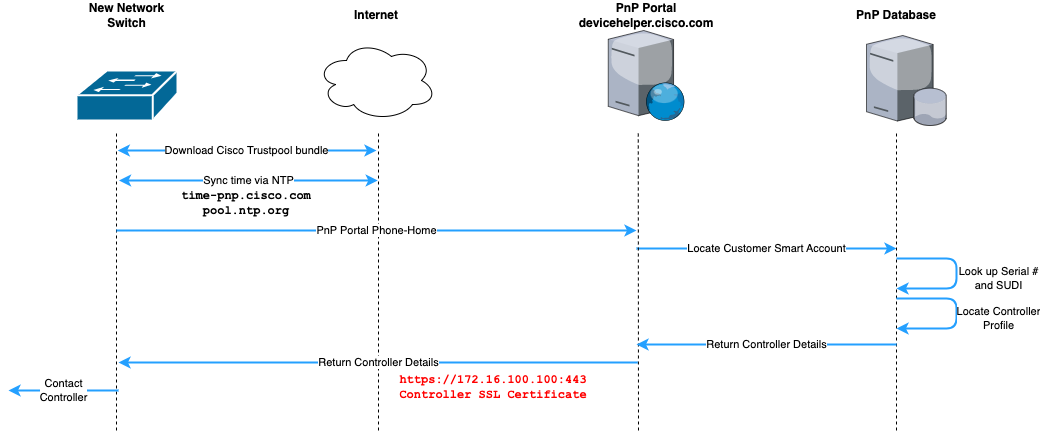 New Network
Switch
Internet
PnP Portal
devicehelper.cisco.com
PnP Database
Download Cisco Trustpool bundle
Sync time via NTP
time-pnp.cisco.com
pool.ntp.org
PnP Portal Phone-Home
Locate Customer Smart Account
Look up Serial #
and SUDI
Locate Controller
Profile
Return Controller Details
Return Controller Details
https://172.16.100.100:443
Controller SSL Certificate
Contact
Controller